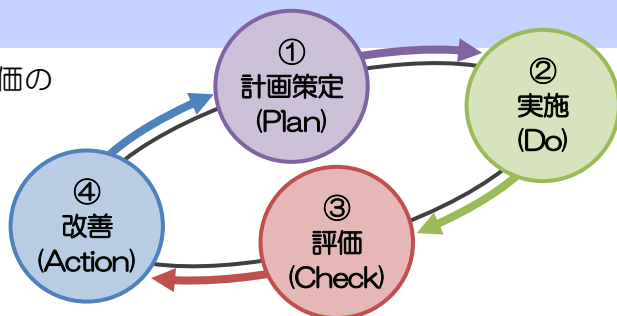 価の
①
計画策定
(Plan)
②
実施
(Do)
③
評価
(Check)
④
改善
(Action)